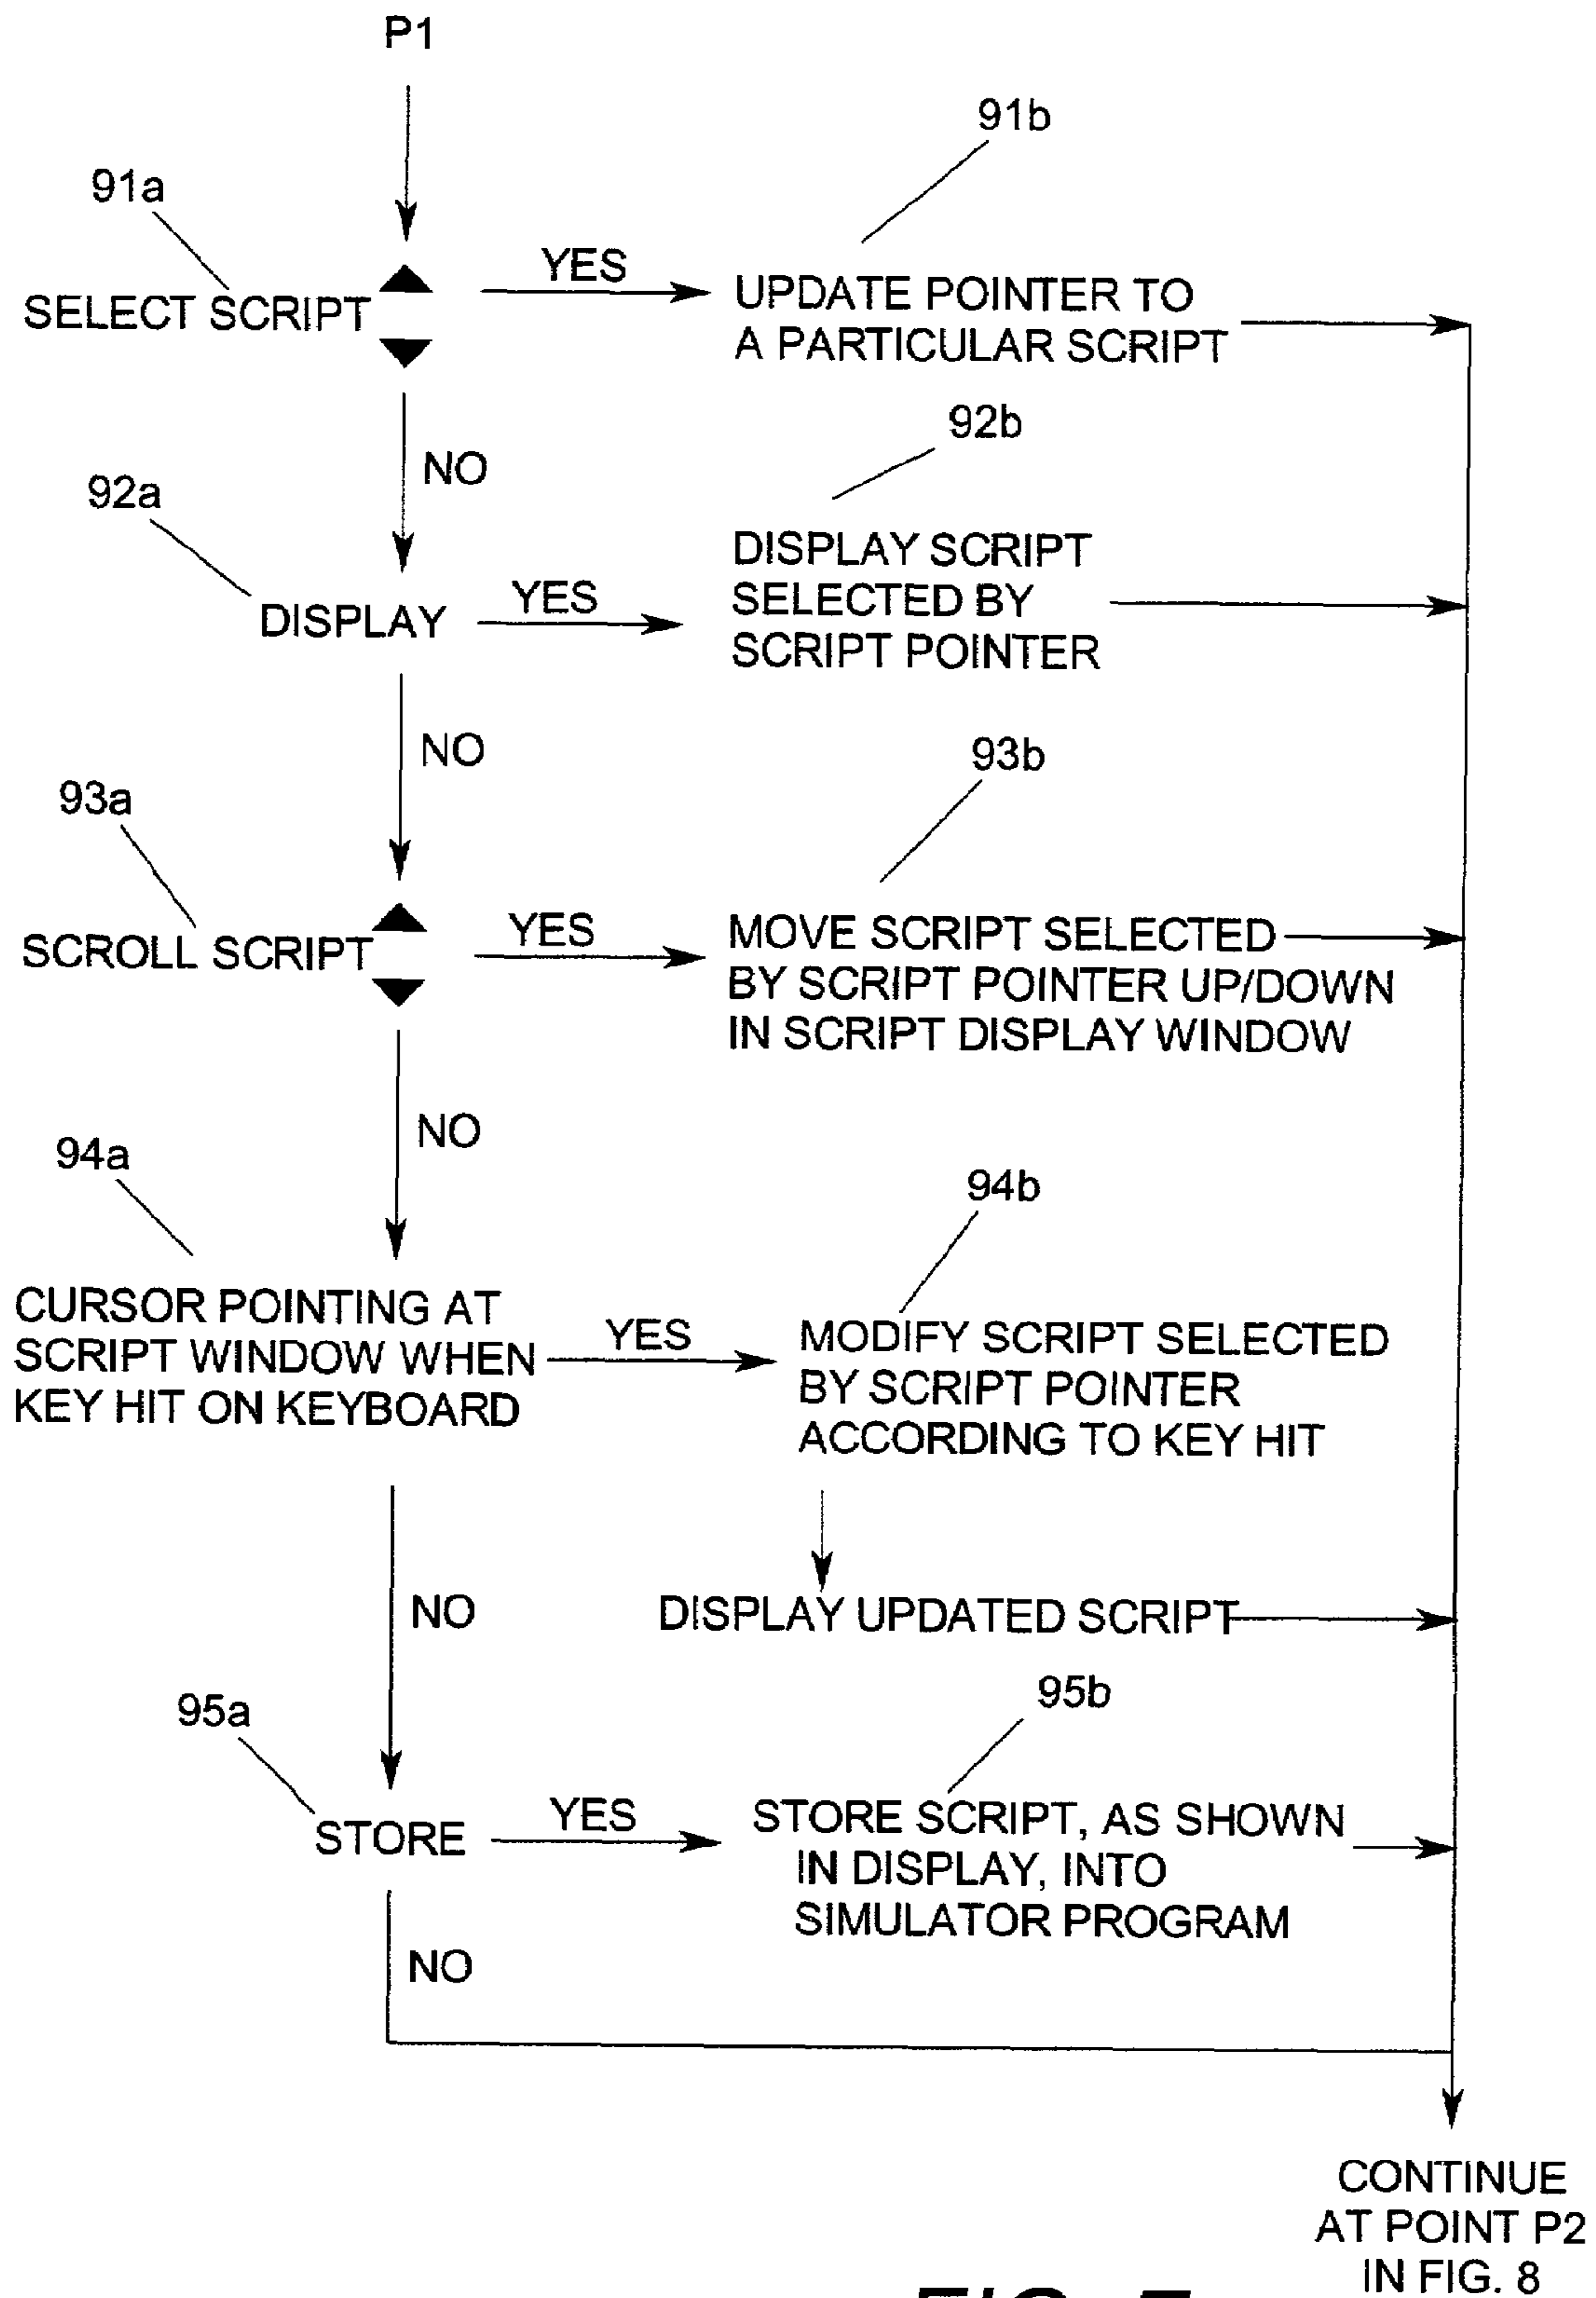 P1
91b
91a
YES
SELECT SCRIPT
UPDATE POINTER TO
A PARTICULAR SCRIPT
92b
NO
92a
DISPLAY SCRIPT
YES
SELECTED BY
DISPLAY
SCRIPT POINTER
NO
93b
93a
YES
MOVE SCRIPT SELECTED
SCROLL SCRIPT
BY SCRIPT POINTER UP/DOWN
IN SCRIPT DISPLAY WINDOW
NO
94a
94b
CURSOR POINTING AT
SCRIPT WINDOW WHEN
KEY HIT ON KEYBOARD
YES
MODIFY SCRIPT SELECTED
BY SCRIPT POINTER
ACCORDING TO KEY HIT
NO
DISPLAY UPDATED SCRIPT
95a
95b
STORE
YES
STORE SCRIPT, AS SHOWN
IN DISPLAY, INTO
SIMULATOR PROGRAM
NO
CONTINUE
AT POINT P2
IN FIG. 8